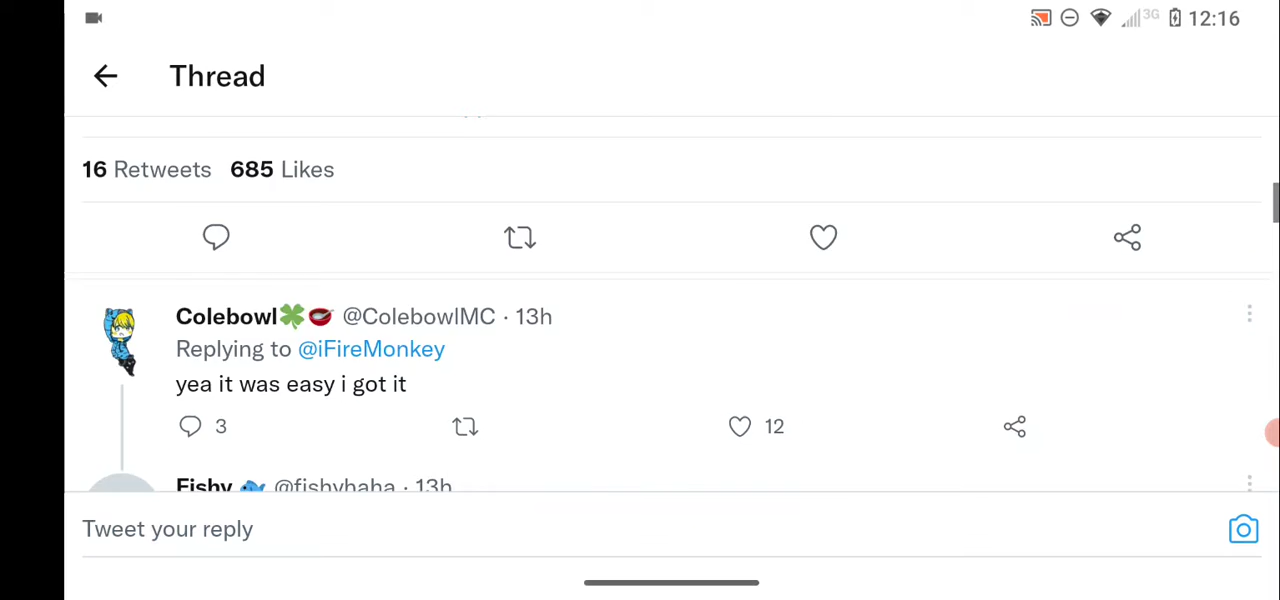 3G 12:16
Thread
16 Retweets 685 Likes
Colebowl🍀🥣 @ColebowlMC · 13h
Replying to @iFireMonkey
yea it was easy i got it
3 12
Fishy 🐟 @fishyhaha · 13h
Tweet your reply